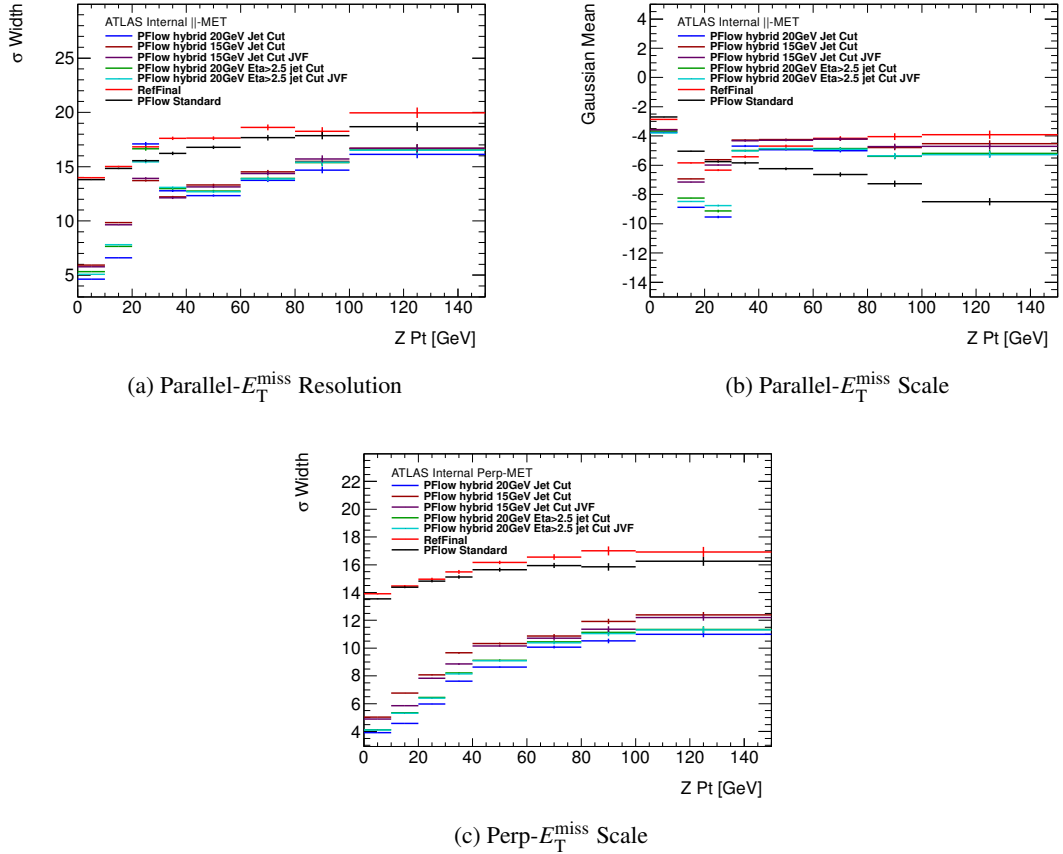 ATLAS Internal ||-MET
PFlow hybrid 20GeV Jet Cut
PFlow hybrid 15GeV Jet Cut
PFlow hybrid 15GeV Jet Cut JVF
PFlow hybrid 20GeV Eta>2.5 jet Cut
PFlow hybrid 20GeV Eta>2.5 jet Cut JVF
RefFinal
PFlow Standard
σ Width
25
20
15
10
5
0 20 40 60 80 100 120 140
Z Pt [GeV]
(a) Parallel-E_T^miss Resolution
ATLAS Internal ||-MET
PFlow hybrid 20GeV Jet Cut
PFlow hybrid 15GeV Jet Cut
PFlow hybrid 15GeV Jet Cut JVF
PFlow hybrid 20GeV Eta>2.5 jet Cut
PFlow hybrid 20GeV Eta>2.5 jet Cut JVF
RefFinal
PFlow Standard
Gaussian Mean
4
2
0
-2
-4
-6
-8
-10
-12
-14
0 20 40 60 80 100 120 140
Z Pt [GeV]
(b) Parallel-E_T^miss Scale
ATLAS Internal Perp-MET
PFlow hybrid 20GeV Jet Cut
PFlow hybrid 15GeV Jet Cut
PFlow hybrid 15GeV Jet Cut JVF
PFlow hybrid 20GeV Eta>2.5 jet Cut
PFlow hybrid 20GeV Eta>2.5 jet Cut JVF
RefFinal
PFlow Standard
σ Width
22
20
18
16
14
12
10
8
6
4
0 20 40 60 80 100 120 140
Z Pt [GeV]
(c) Perp-E_T^miss Scale